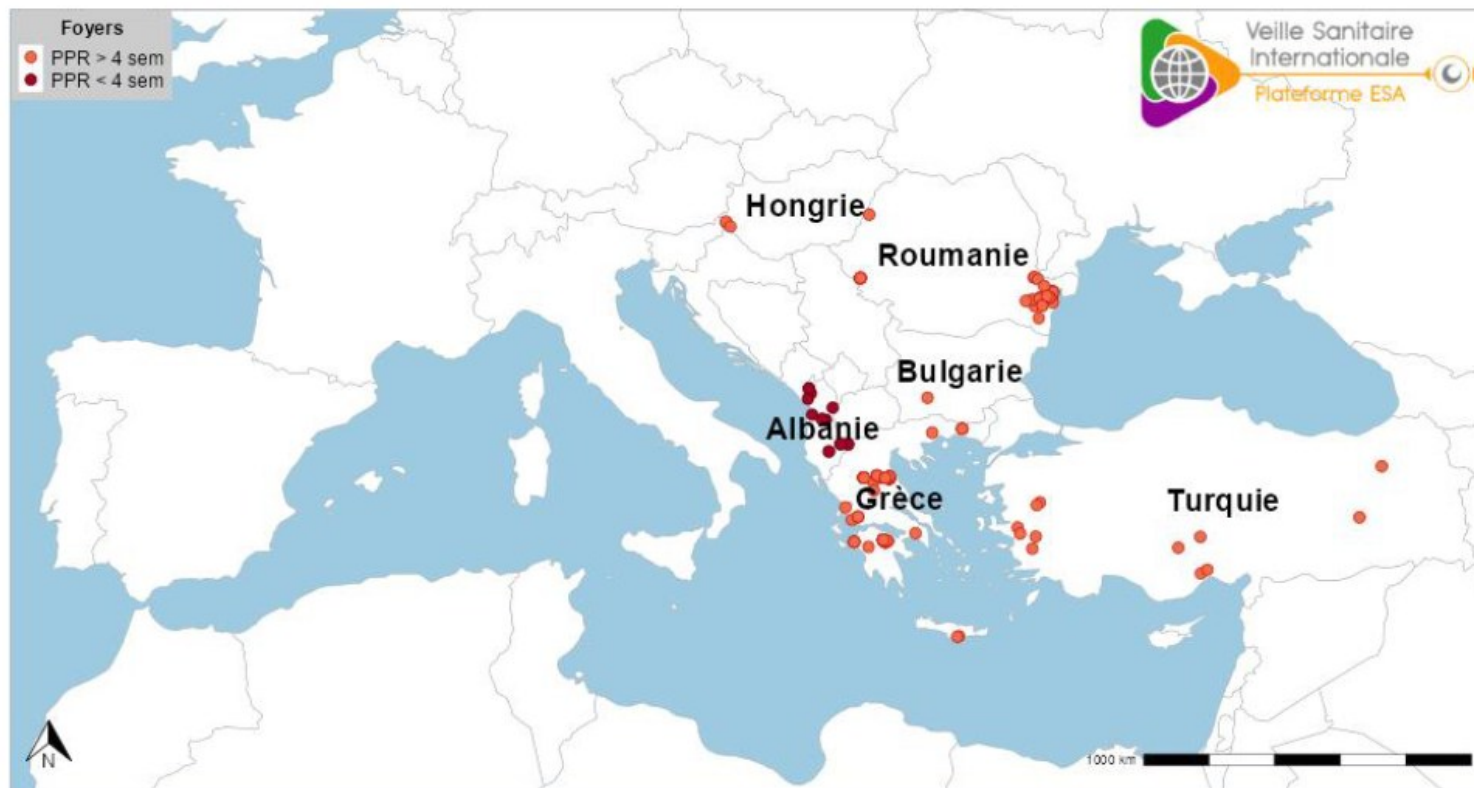 Foyers
PPR > 4 sem
PPR < 4 sem
Veille Sanitaire
Internationale
Plateforme ESA
Hongrie
Roumanie
Bulgarie
Albanie
Grèce
Turquie
N
1000 km